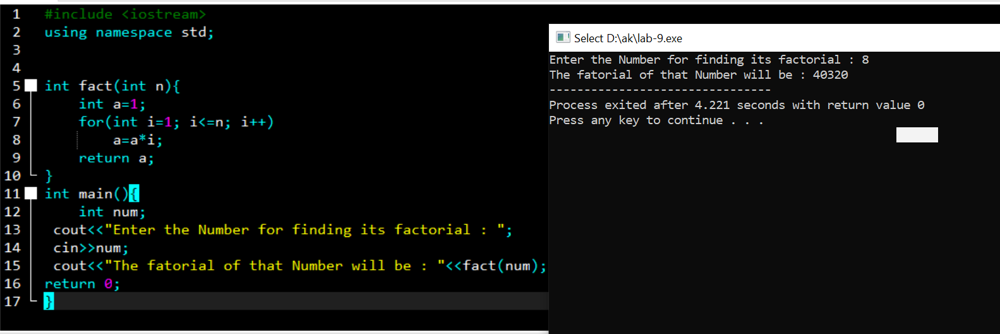 1 #include <iostream>
2 using namespace std;
3
4
5 int fact(int n){
6     int a=1;
7     for(int i=1; i<=n; i++)
8         a=a*i;
9     return a;
10 }
11 int main(){
12     int num;
13  cout<<"Enter the Number for finding its factorial : ";
14  cin>>num;
15  cout<<"The fatorial of that Number will be : "<<fact(num);
16 return 0;
17 }
Select D:\ak\lab-9.exe
Enter the Number for finding its factorial : 8
The fatorial of that Number will be : 40320
--------------------------------
Process exited after 4.221 seconds with return value 0
Press any key to continue . . .